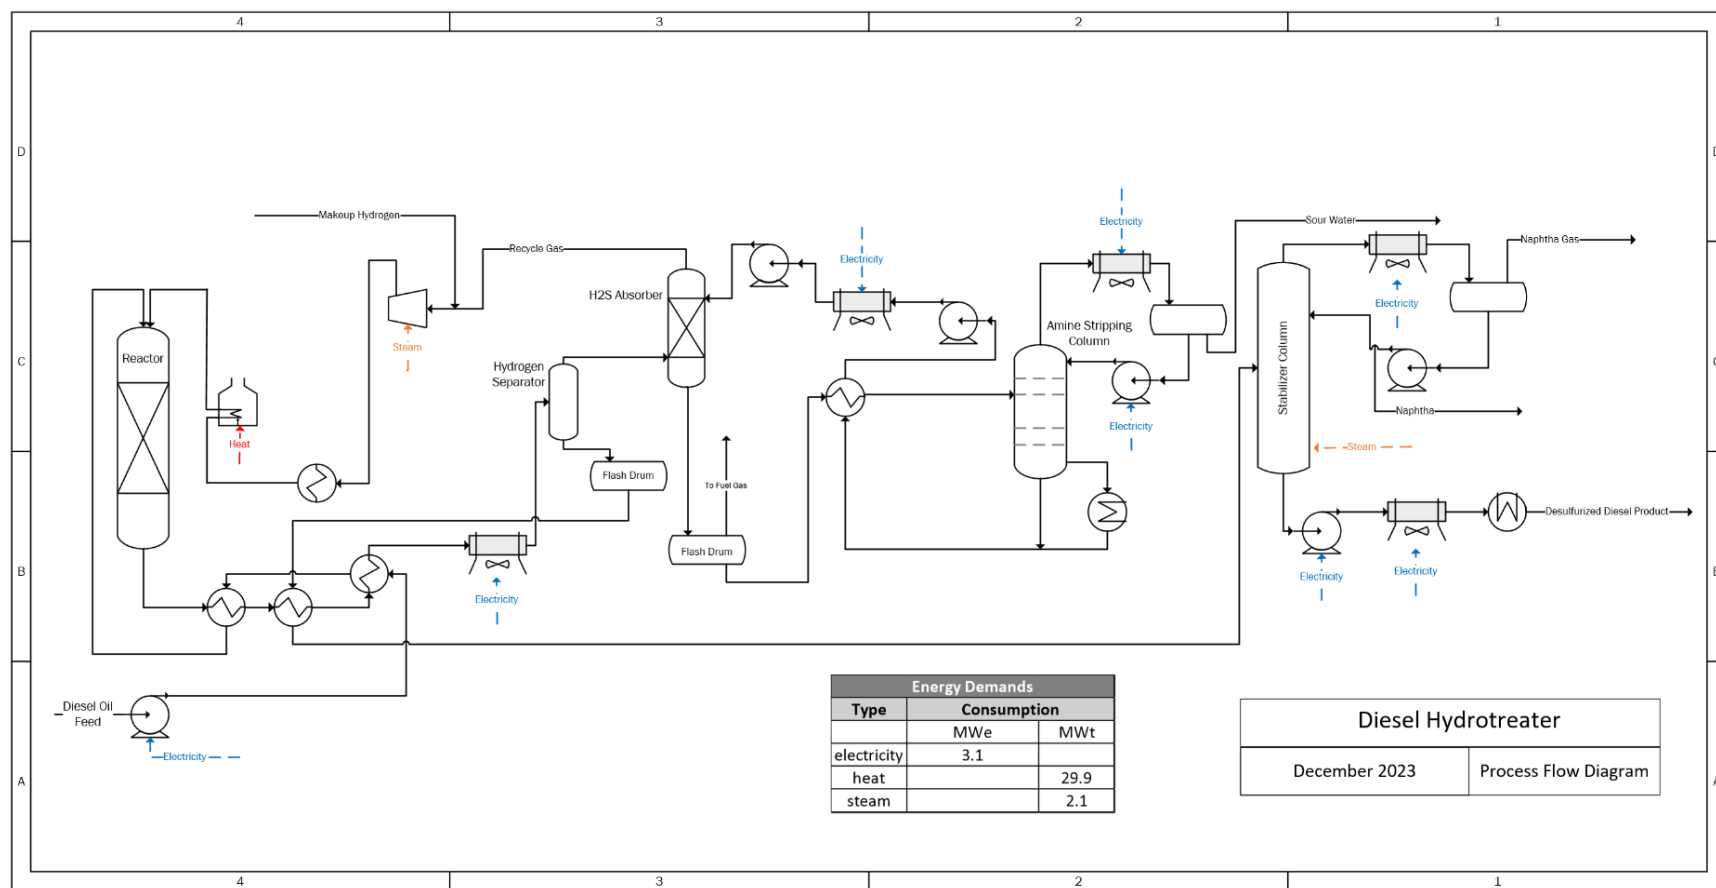 4
3
2
1
D
D
Makeup Hydrogen
Recycle Gas
Electricity
Electricity
Sour Water
Naphtha Gas
H2S Absorber
Electricity
Steam
Reactor
Hydrogen
Separator
Amine Stripping
Column
Stabilizer Column
C
C
Heat
Electricity
Naphtha
Steam
Flash Drum
To Fuel Gas
Flash Drum
Desulfurized Diesel Product
B
B
Electricity
Electricity
Electricity
Diesel Oil
Feed
Electricity
Energy Demands
Type Consumption
MWe MWt
electricity 3.1
heat 29.9
steam 2.1
Diesel Hydrotreater
December 2023 Process Flow Diagram
A
A
4
3
2
1